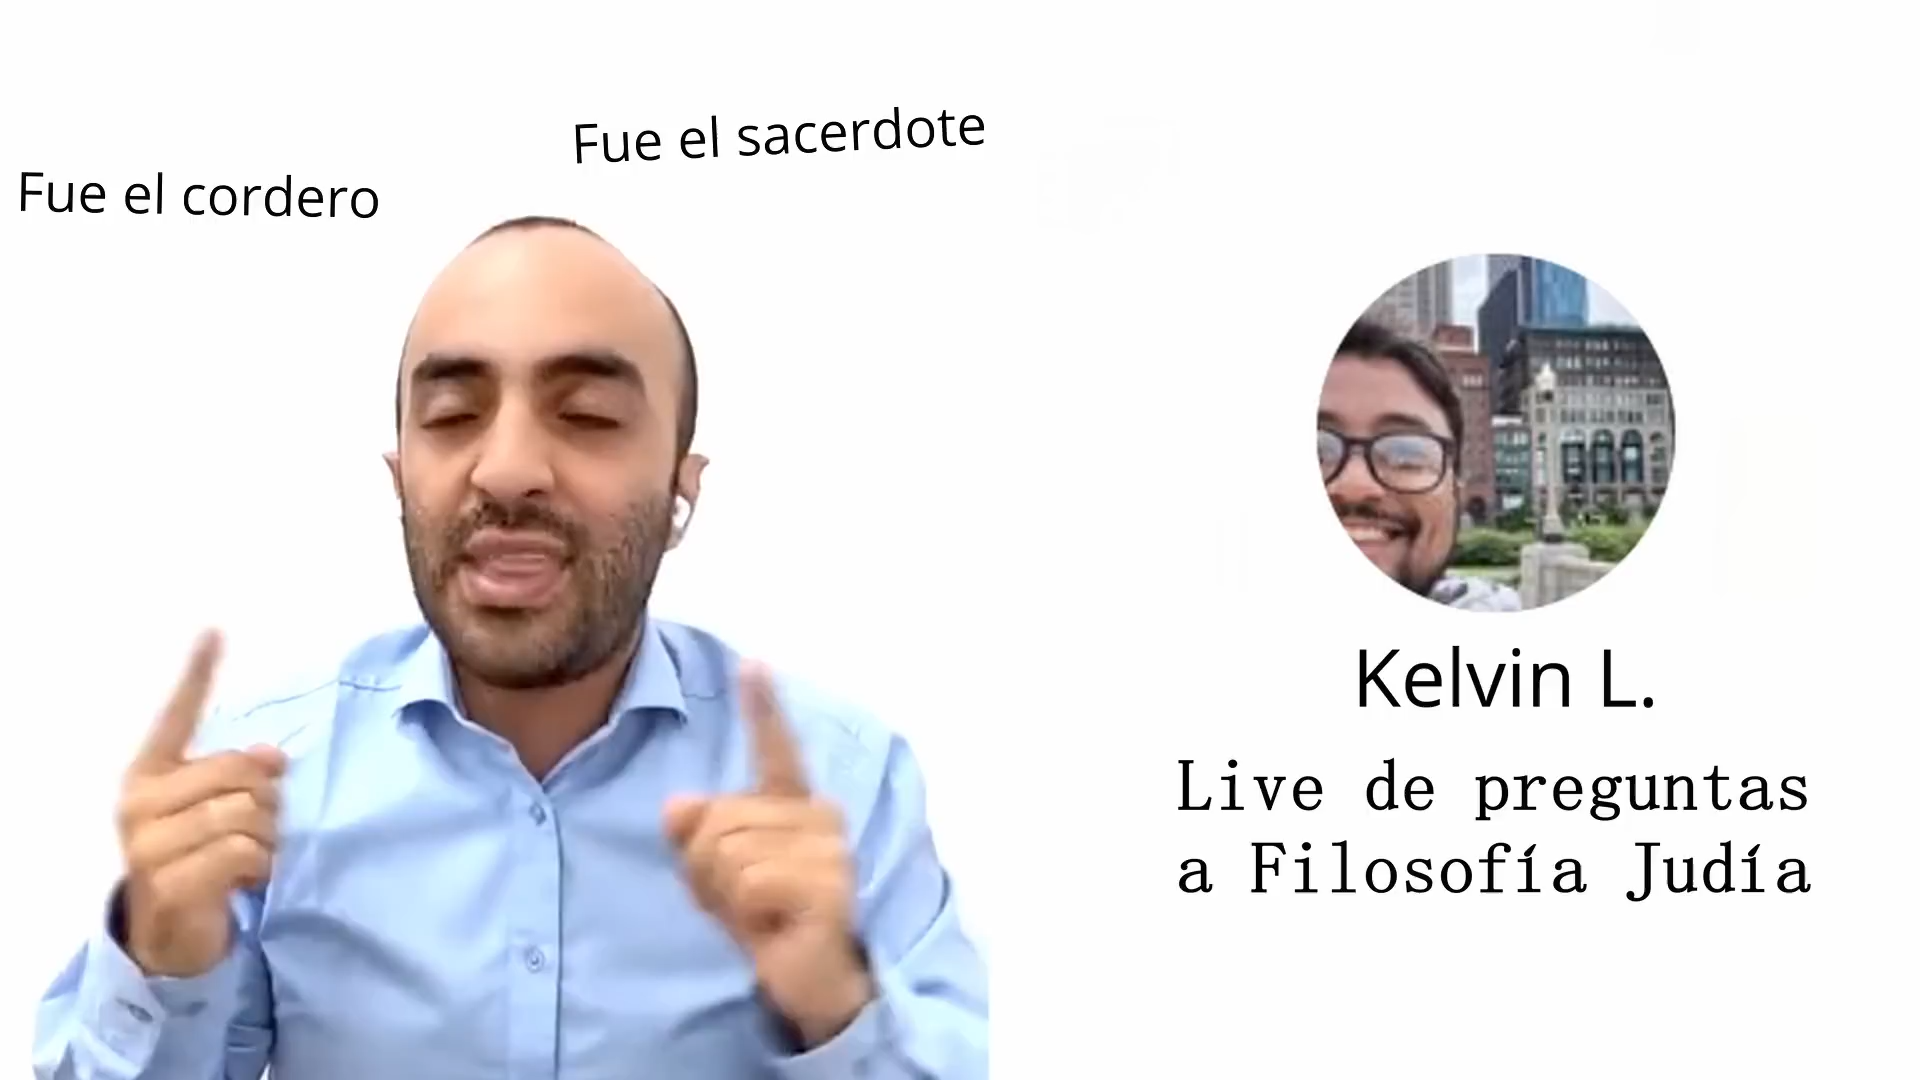 Fue el cordero
Fue el sacerdote
Kelvin L.
Live de preguntas
a Filosofía Judía